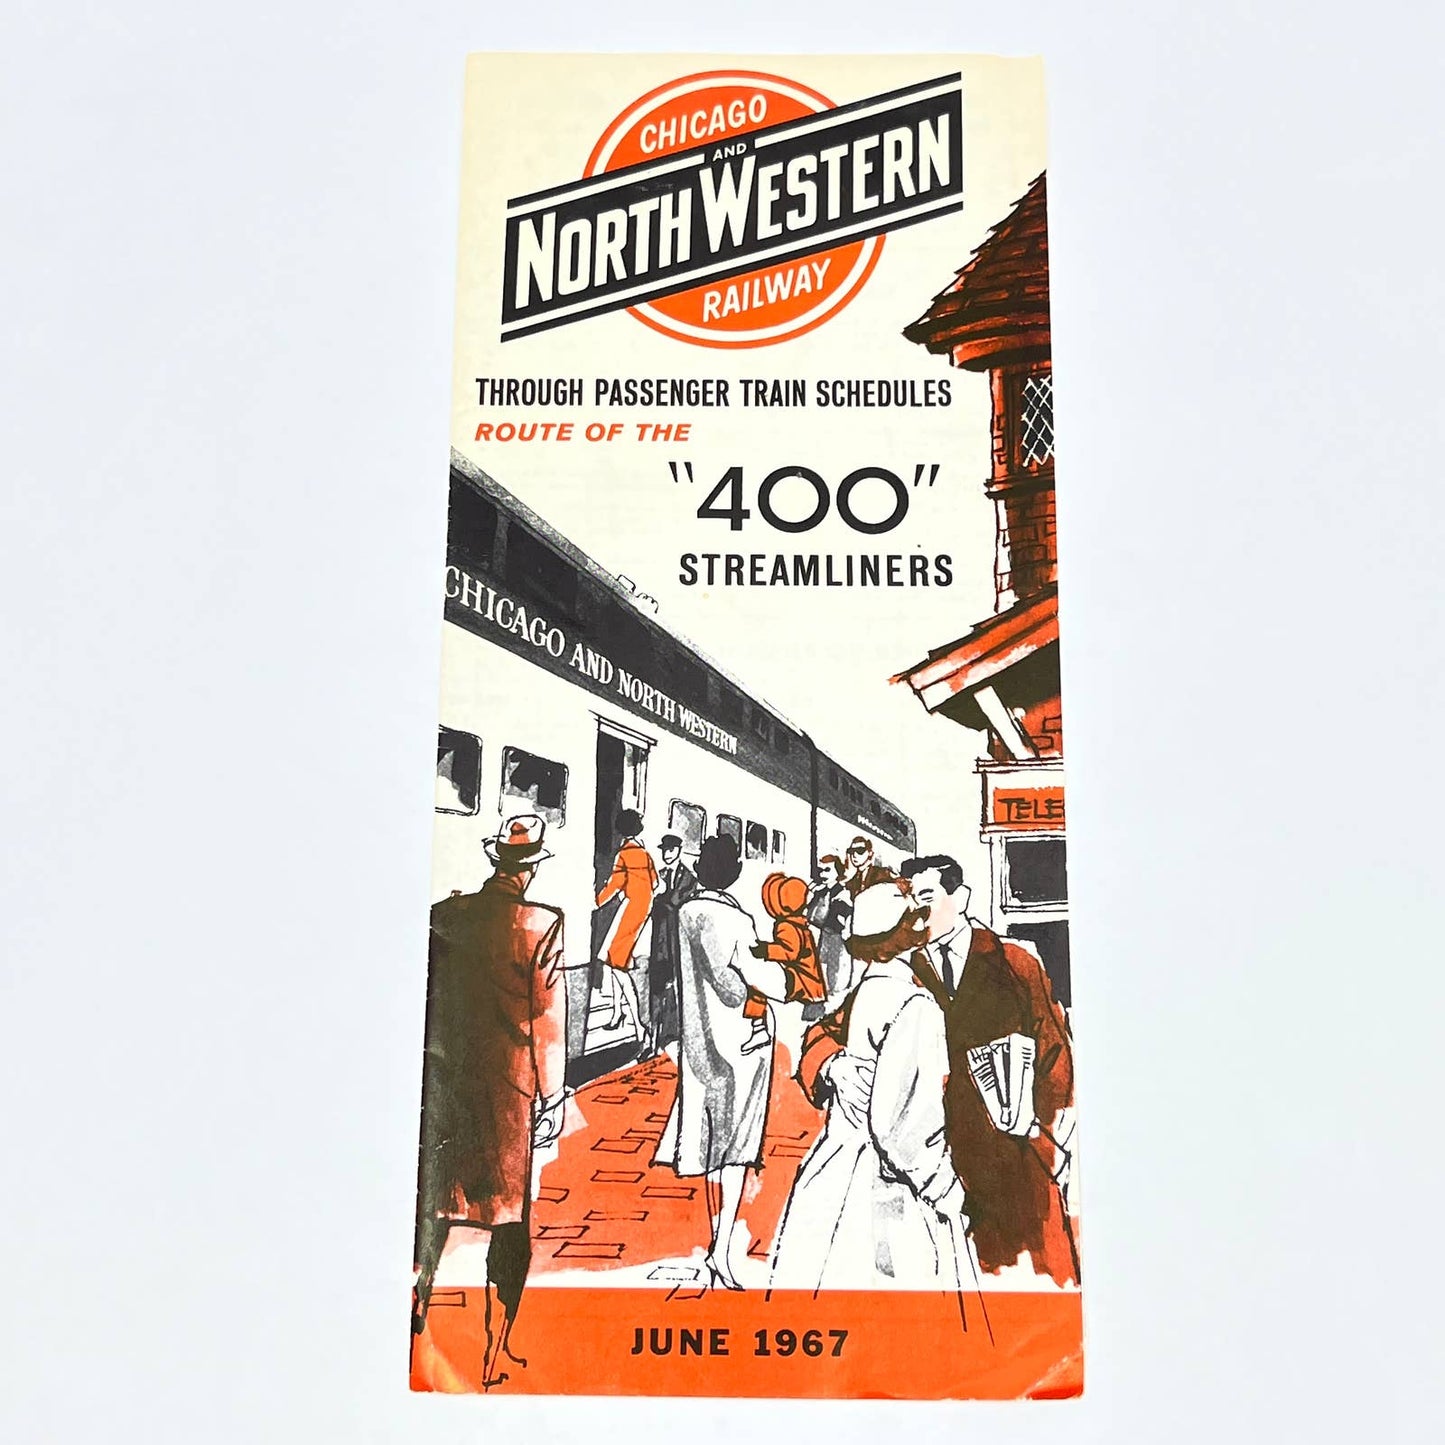 CHICAGO
AND
NORTH WESTERN
RAILWAY
THROUGH PASSENGER TRAIN SCHEDULES
ROUTE OF THE
"400"
STREAMLINERS
CHICAGO AND NORTH WESTERN
TELE
JUNE 1967